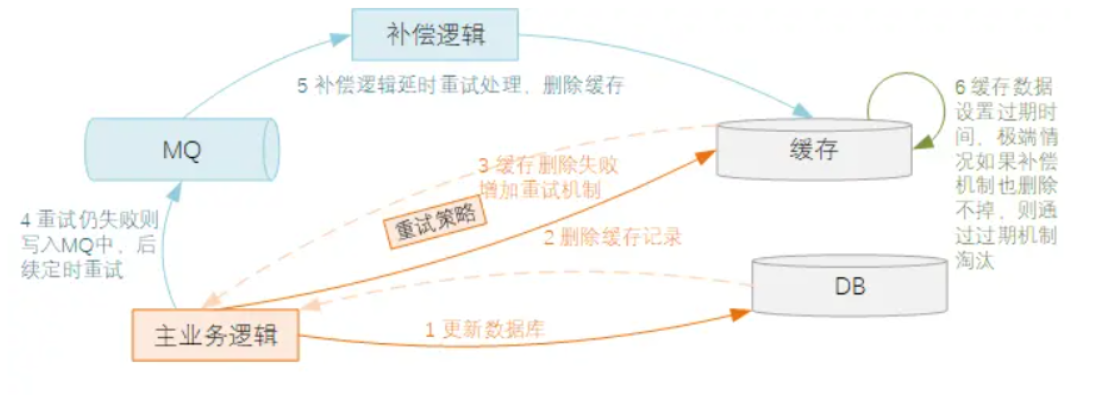 补偿逻辑
5 补偿逻辑延时重试处理，删除缓存
6 缓存数据
设置过期时
间，极端情
况如果补偿
机制也删除
不掉，则通
过过期机制
淘汰
MQ
缓存
3 缓存删除失败
增加重试机制
重试策略
2 删除缓存记录
4 重试仍失败则
写入MQ中，后
续定时重试
DB
主业务逻辑
1 更新数据库